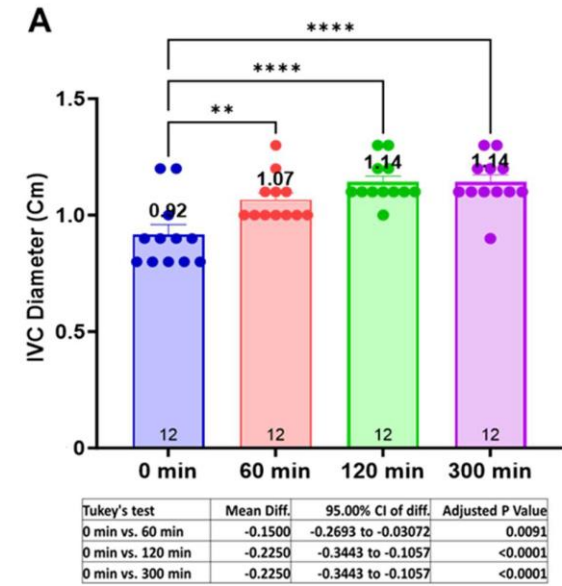 A
****
****
**
IVC Diameter (Cm)
1.5
1.0
0.5
0
0.92
1.07
1.14
1.14
12 12 12 12
0 min 60 min 120 min 300 min
Tukey's test Mean Diff. 95.00% CI of diff. Adjusted P Value
0 min vs. 60 min -0.1500 -0.2693 to -0.03072 0.0091
0 min vs. 120 min -0.2250 -0.3443 to -0.1057 <0.0001
0 min vs. 300 min -0.2250 -0.3443 to -0.1057 <0.0001